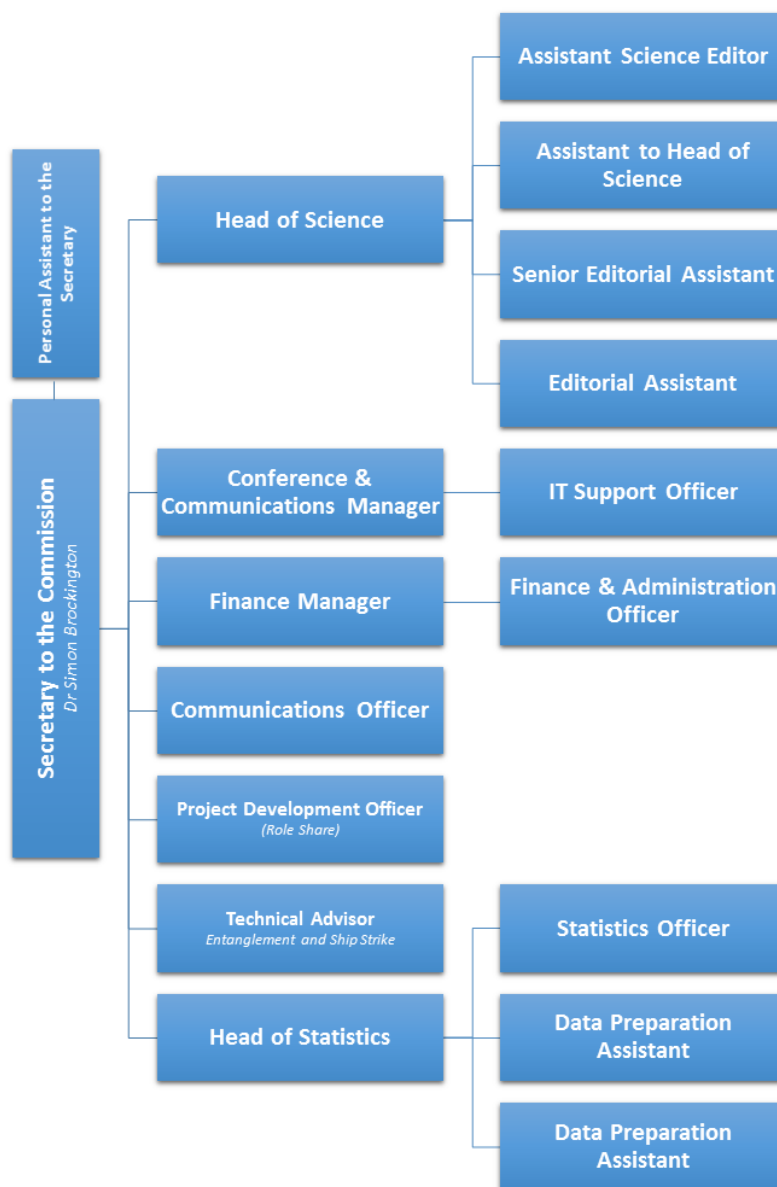 Personal Assistant to the
Secretary
Secretary to the Commission
Dr Simon Brockington
Head of Science
Assistant Science Editor
Assistant to Head of
Science
Senior Editorial Assistant
Editorial Assistant
Conference &
Communications Manager
IT Support Officer
Finance Manager
Finance & Administration
Officer
Communications Officer
Project Development Officer
(Role Share)
Technical Advisor
Entanglement and Ship Strike
Head of Statistics
Statistics Officer
Data Preparation
Assistant
Data Preparation
Assistant